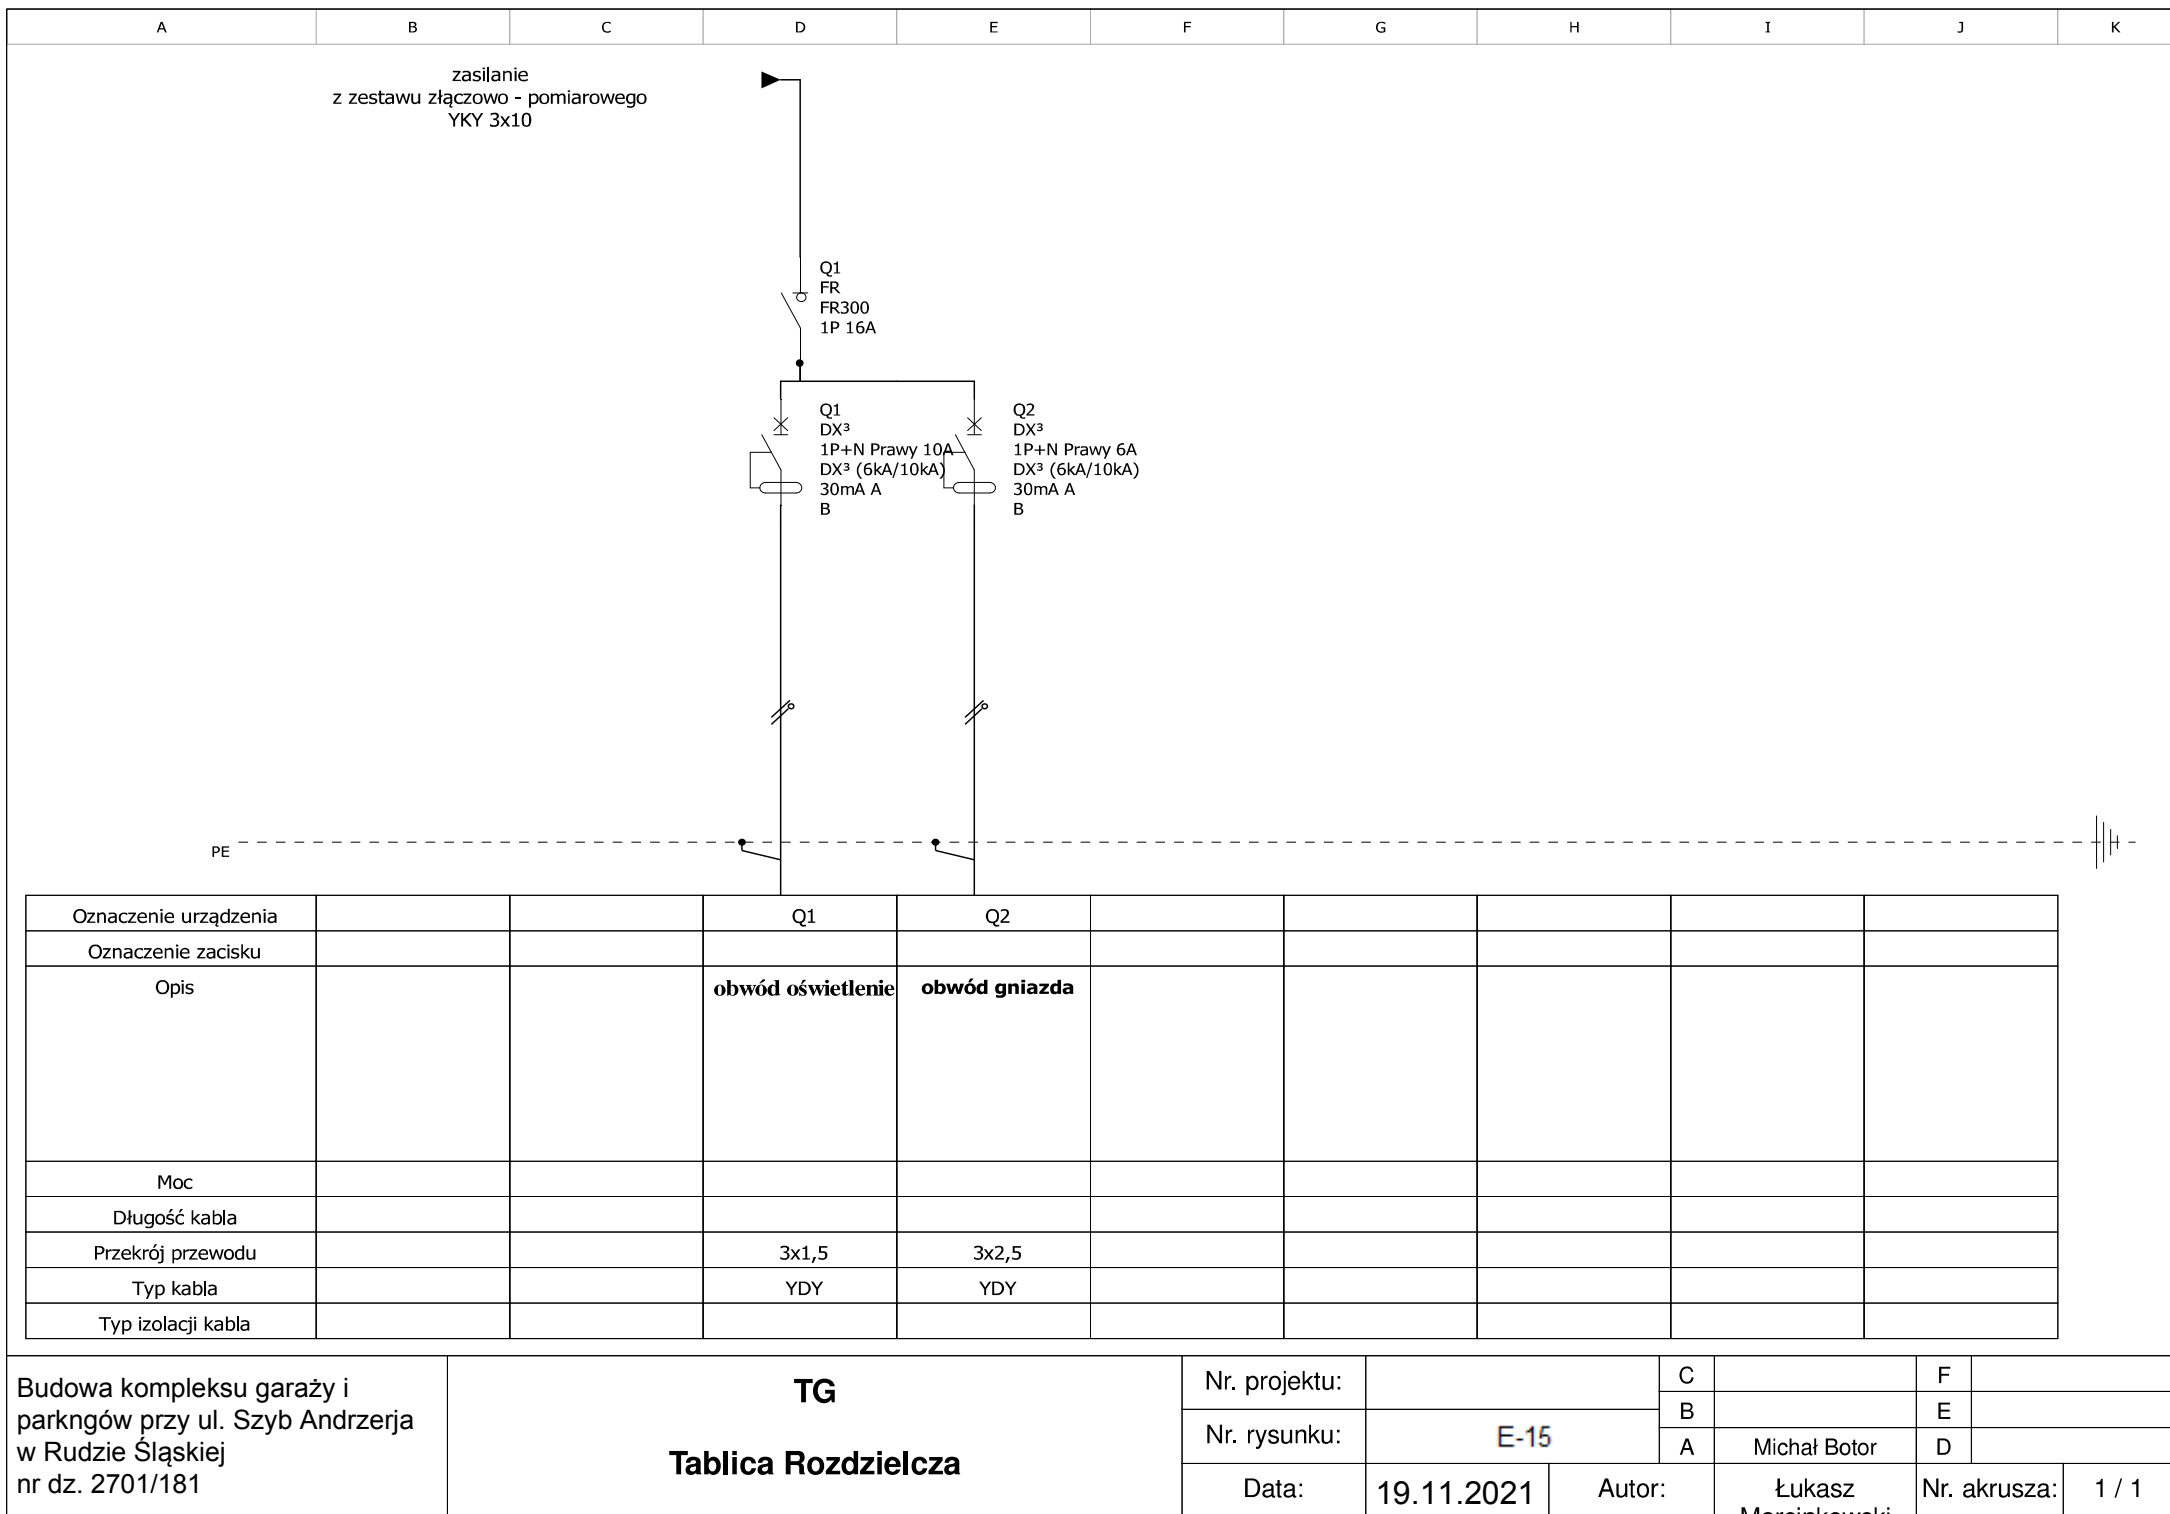 A B C D E F G H I J K
zasilanie
z zestawu złączowo - pomiarowego
YKY 3x10
Q1
FR
FR300
1P 16A
Q1
DX³
1P+N Prawy 10A
DX³ (6kA/10kA)
30mA A
B
Q2
DX³
1P+N Prawy 6A
DX³ (6kA/10kA)
30mA A
B
PE
Oznaczenie urządzenia Q1 Q2
Oznaczenie zacisku
Opis obwód oświetlenie obwód gniazda
Moc
Długość kabla
Przekrój przewodu 3x1,5 3x2,5
Typ kabla YDY YDY
Typ izolacji kabla
Budowa kompleksu garaży i
parkngów przy ul. Szyb Andrzerja
w Rudzie Śląskiej
nr dz. 2701/181
TG
Tablica Rozdzielcza
Nr. projektu:
Nr. rysunku: E-15
C F
B E
A Michał Botor D
Data: 19.11.2021 Autor: Łukasz
Marcinkowski
Nr. akrusza: 1 / 1